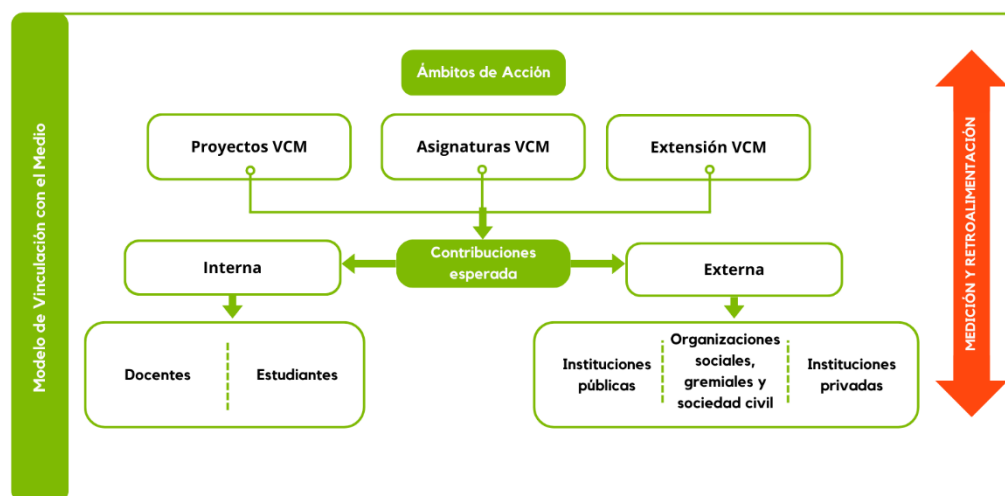 Modelo de Vinculación con el Medio
Ámbitos de Acción
Proyectos VCM
Asignaturas VCM
Extensión VCM
Contribuciones
esperada
Interna
Externa
Docentes
Estudiantes
Instituciones
públicas
Organizaciones
sociales,
gremiales y
sociedad civil
Instituciones
privadas
MEDICIÓN Y RETROALIMENTACIÓN